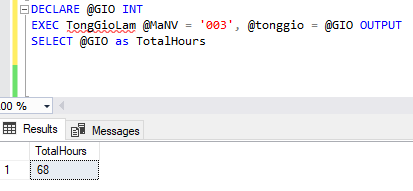 DECLARE @GIO INT
EXEC TongGioLam @MaNV = '003', @tonggio = @GIO OUTPUT
SELECT @GIO as TotalHours
00 %
Results Messages
TotalHours
1 68